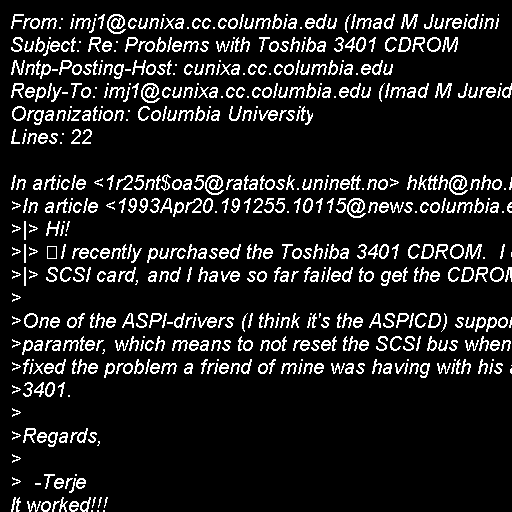 From: imj1@cunixa.cc.columbia.edu (Imad M Jureidini
Subject: Re: Problems with Toshiba 3401 CDROM
Nntp-Posting-Host: cunixa.cc.columbia.edu
Reply-To: imj1@cunixa.cc.columbia.edu (Imad M Jureid
Organization: Columbia University
Lines: 22

In article <1r25nt$oa5@ratatosk.uninett.no> hktth@nho.
>In article <1993Apr20.191255.10115@news.columbia.e
>|> Hi!
>|> I recently purchased the Toshiba 3401 CDROM. I
>|> SCSI card, and I have so far failed to get the CDROM
>
>One of the ASPI-drivers (I think it's the ASPICD) suppo
>paramter, which means to not reset the SCSI bus when
>fixed the problem a friend of mine was having with his
>3401.
>
>Regards,
>
> -Terje
It worked!!!